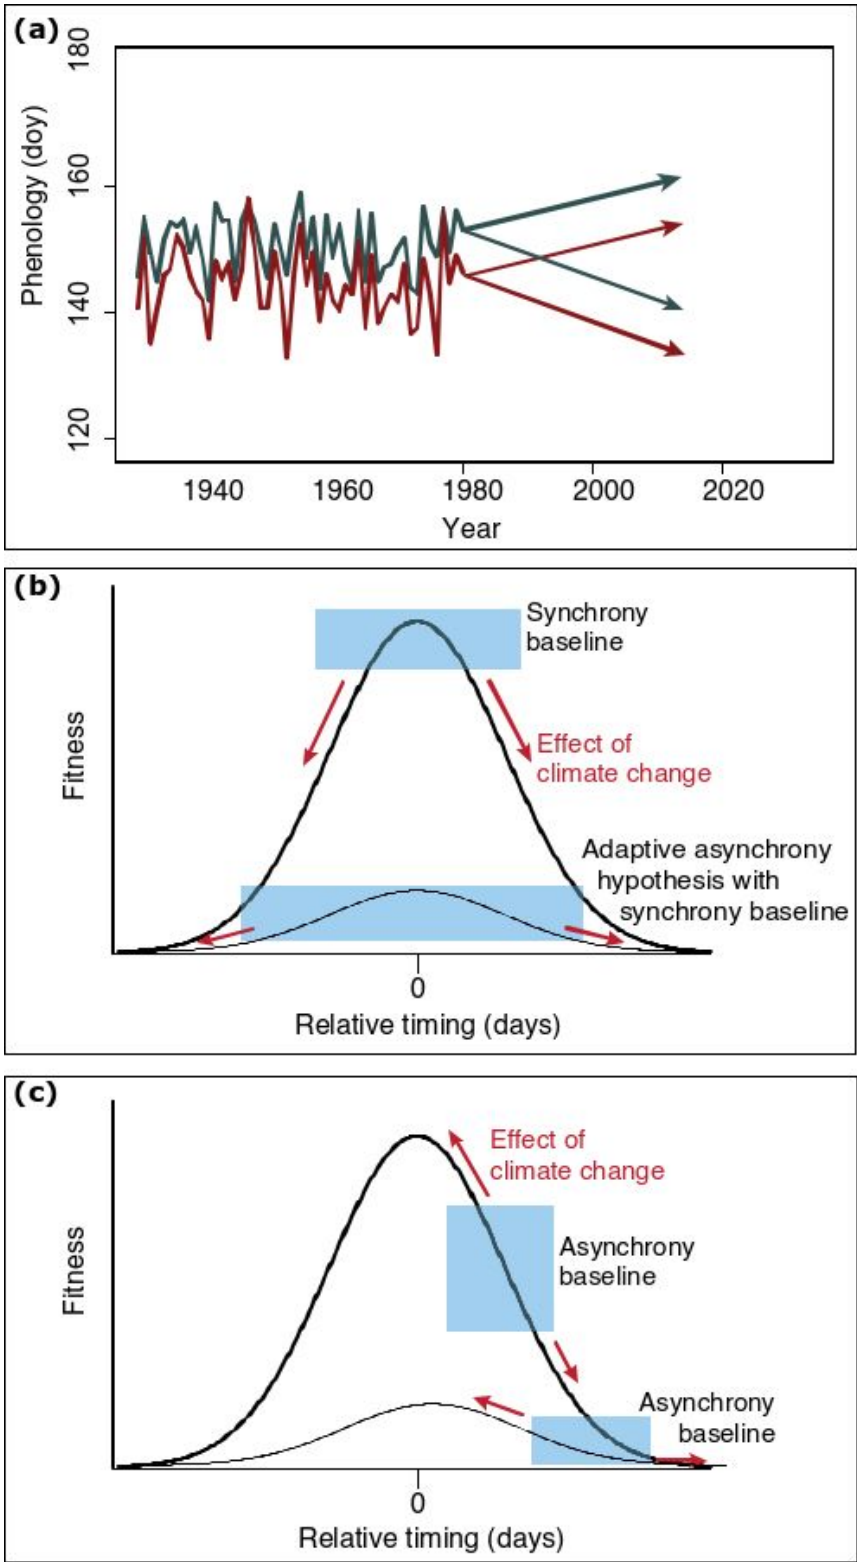 (a)
180
160
140
120
Phenology (doy)
1940 1960 1980 2000 2020
Year
(b)
Synchrony
baseline
Effect of
climate change
Adaptive asynchrony
hypothesis with
synchrony baseline
Fitness
0
Relative timing (days)
(c)
Effect of
climate change
Asynchrony
baseline
Asynchrony
baseline
Fitness
0
Relative timing (days)